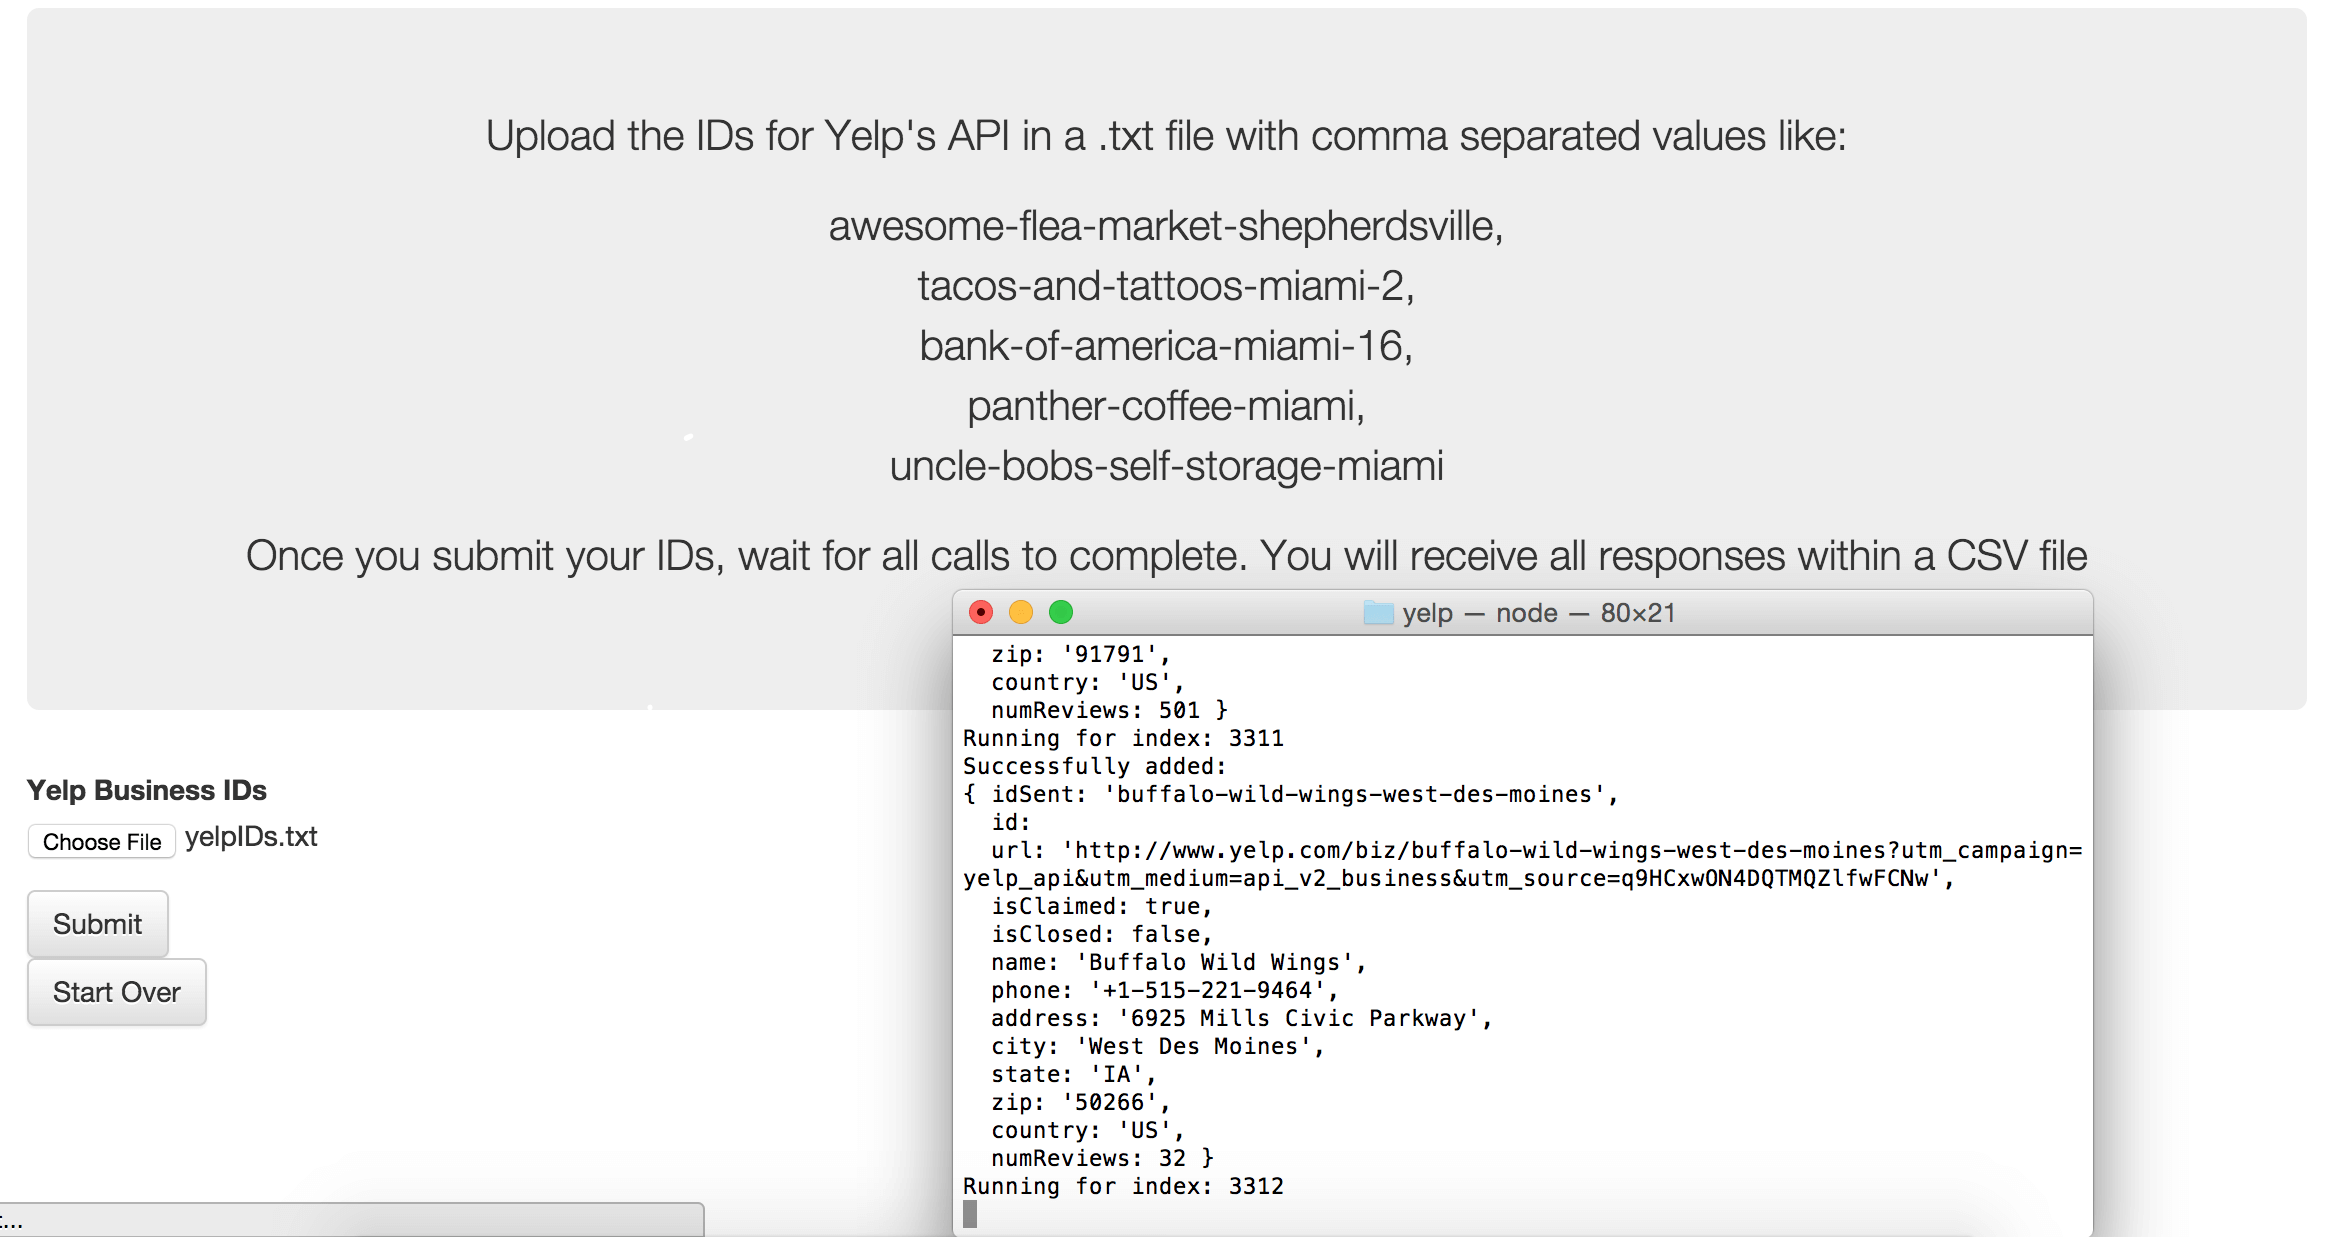 Upload the IDs for Yelp's API in a .txt file with comma separated values like:
awesome-flea-market-shepherdsville,
tacos-and-tattoos-miami-2,
bank-of-america-miami-16,
panther-coffee-miami,
uncle-bobs-self-storage-miami
Once you submit your IDs, wait for all calls to complete. You will receive all responses within a CSV file
Yelp Business IDs
Choose File yelpIDs.txt
Submit
Start Over
t...
yelp — node — 80×21
zip: '91791',
country: 'US',
numReviews: 501 }
Running for index: 3311
Successfully added:
{ idSent: 'buffalo-wild-wings-west-des-moines',
id:
url: 'http://www.yelp.com/biz/buffalo-wild-wings-west-des-moines?utm_campaign=
yelp_api&utm_medium=api_v2_business&utm_source=q9HCxwON4DQTMQZlfwFCNw',
isClaimed: true,
isClosed: false,
name: 'Buffalo Wild Wings',
phone: '+1-515-221-9464',
address: '6925 Mills Civic Parkway',
city: 'West Des Moines',
state: 'IA',
zip: '50266',
country: 'US',
numReviews: 32 }
Running for index: 3312